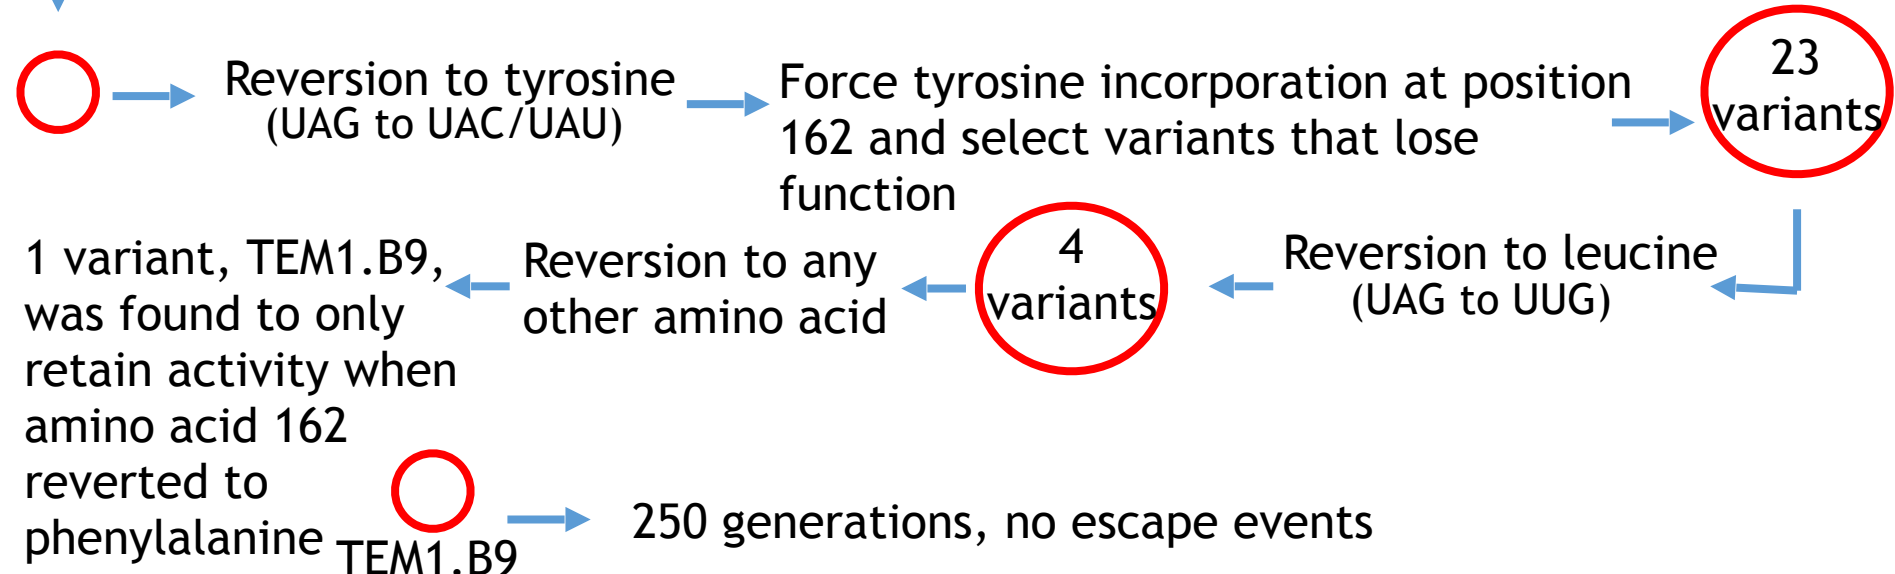 Reversion to tyrosine
(UAG to UAC/UAU)
Force tyrosine incorporation at position
162 and select variants that lose
function
23
variants
Reversion to leucine
(UAG to UUG)
4
variants
Reversion to any
other amino acid
1 variant, TEM1.B9,
was found to only
retain activity when
amino acid 162
reverted to
phenylalanine
TEM1.B9
250 generations, no escape events